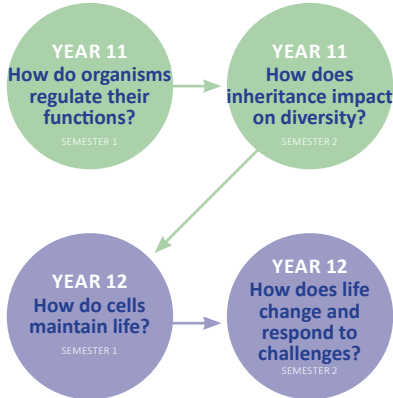 YEAR 11
How do organisms
regulate their
functions?
SEMESTER 1
YEAR 11
How does
inheritance impact
on diversity?
SEMESTER 2
YEAR 12
How do cells
maintain life?
SEMESTER 1
YEAR 12
How does life
change and
respond to
challenges?
SEMESTER 2